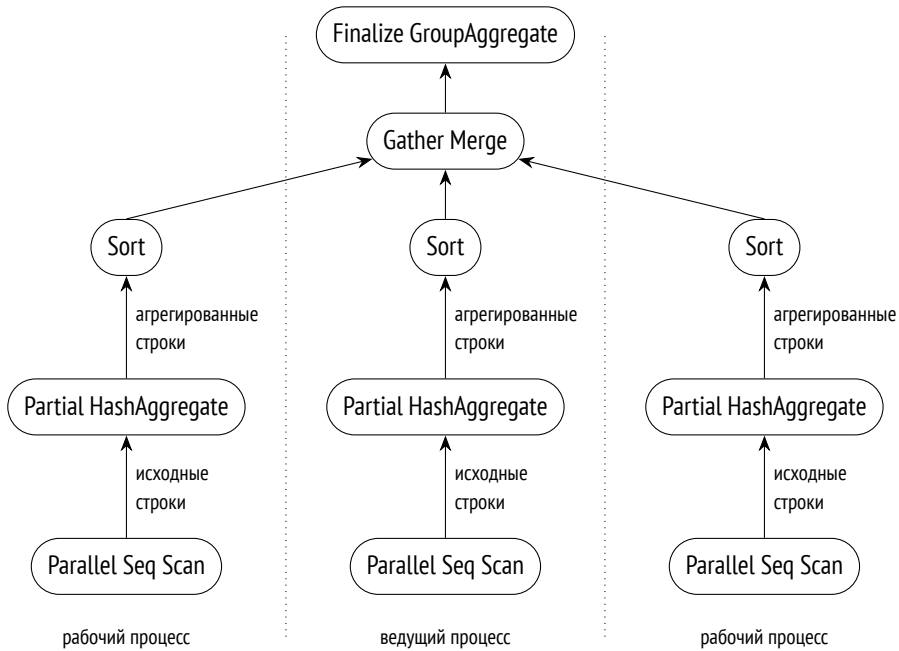 Finalize GroupAggregate
Gather Merge
Sort
Sort
Sort
агрегированные
строки
агрегированные
строки
агрегированные
строки
Partial HashAggregate
Partial HashAggregate
Partial HashAggregate
исходные
строки
исходные
строки
исходные
строки
Parallel Seq Scan
Parallel Seq Scan
Parallel Seq Scan
рабочий процесс
ведущий процесс
рабочий процесс